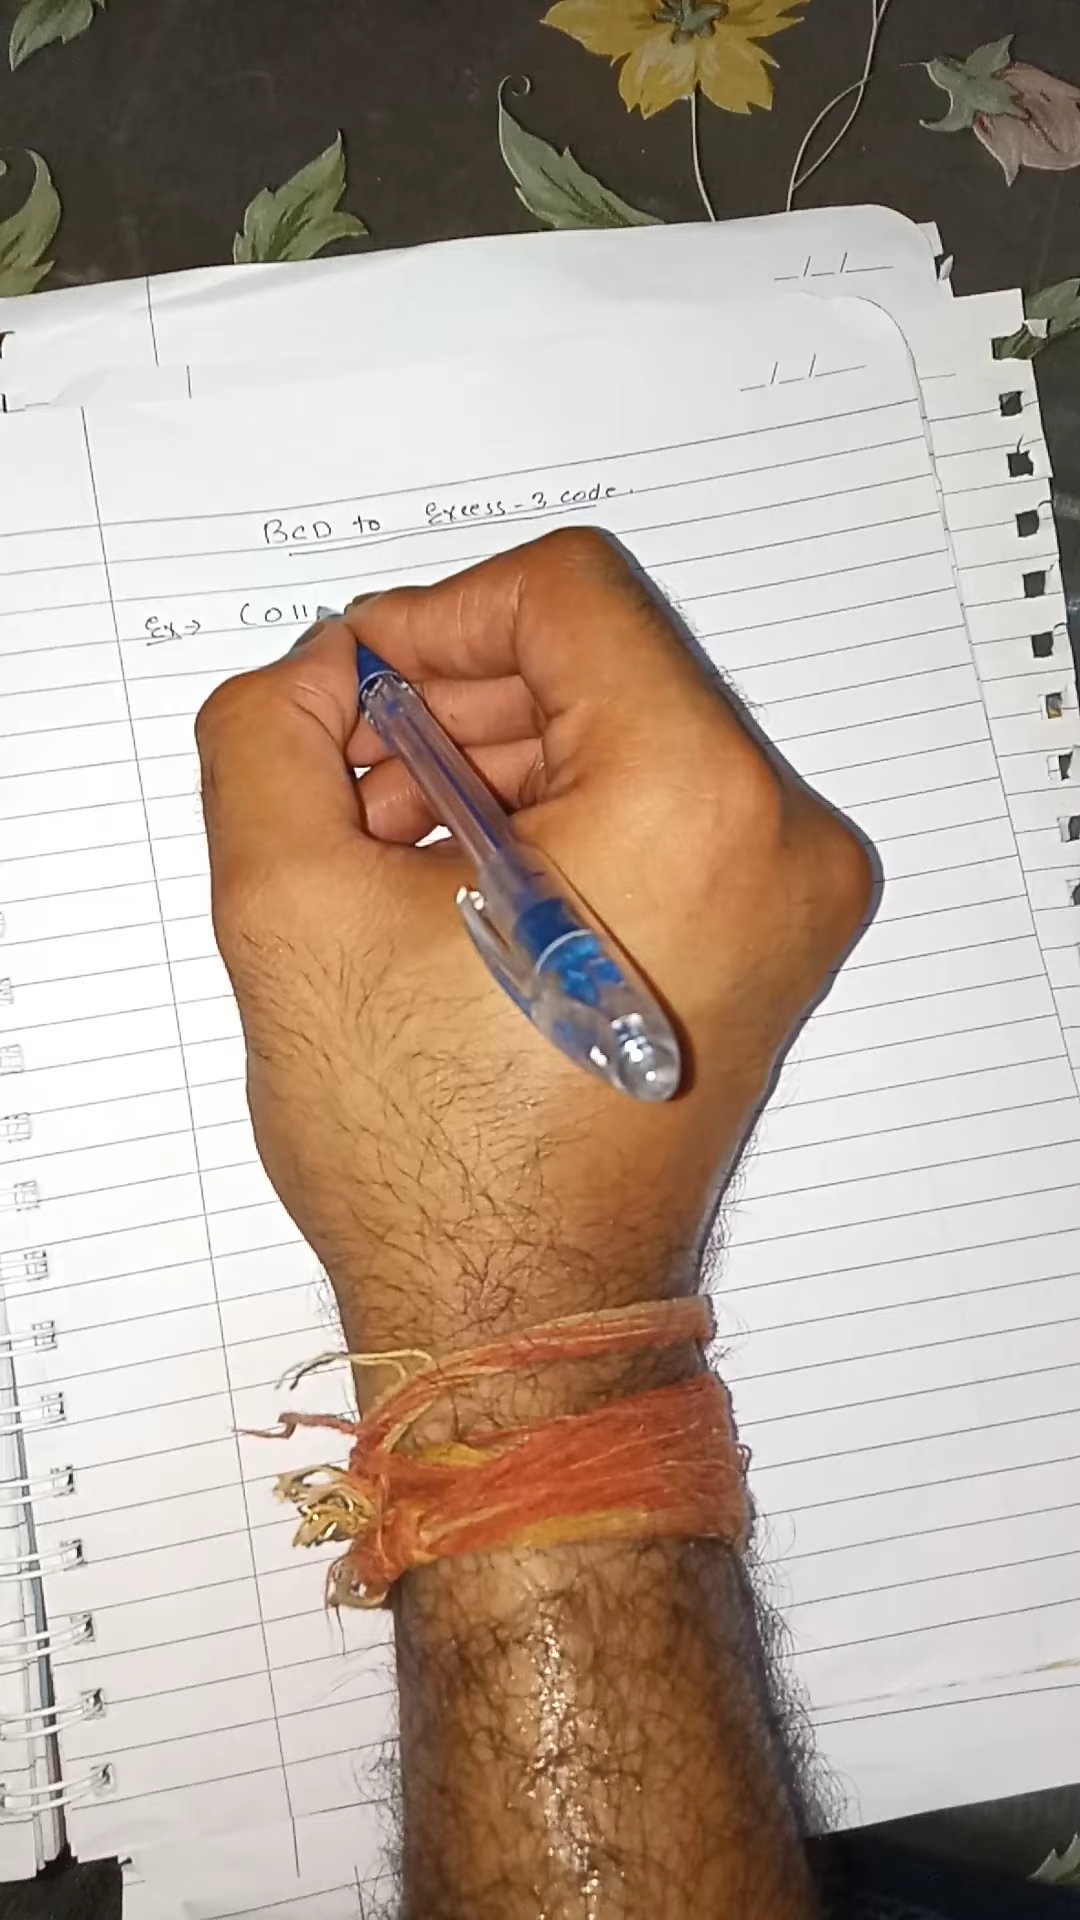 BCD to Excess-3 code.
Ex→ (011